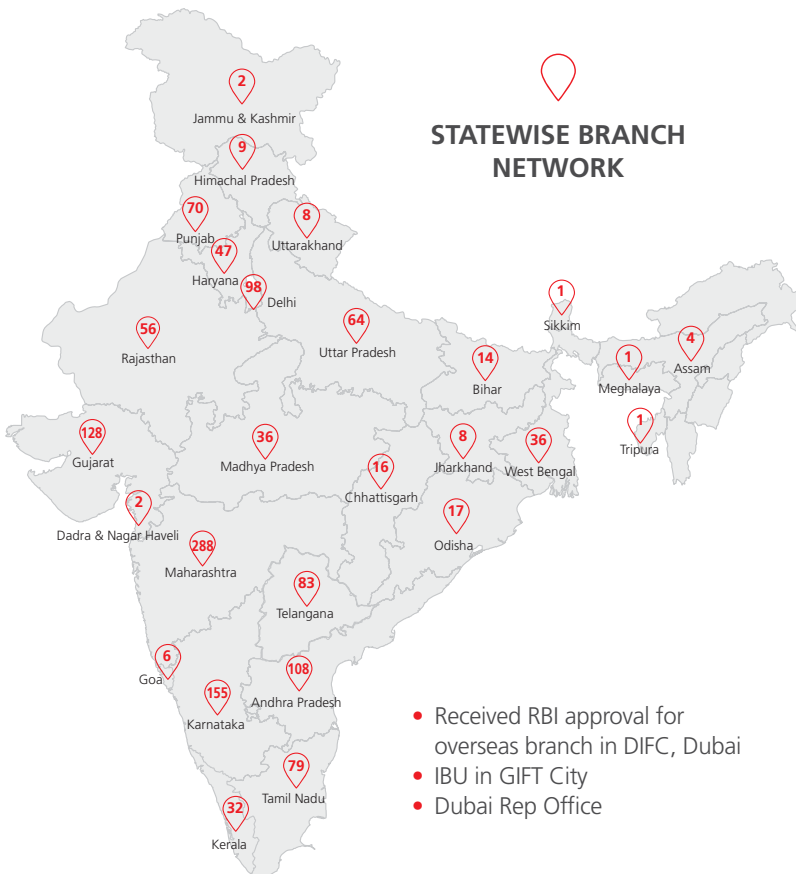 STATEWISE BRANCH
NETWORK
2
Jammu & Kashmir
9
Himachal Pradesh
70
Punjab
8
Uttarakhand
47
Haryana
98
Delhi
1
Sikkim
56
Rajasthan
64
Uttar Pradesh
14
Bihar
1
Meghalaya
4
Assam
128
Gujarat
36
Madhya Pradesh
16
Chhattisgarh
8
Jharkhand
36
West Bengal
1
Tripura
2
Dadra & Nagar Haveli
288
Maharashtra
17
Odisha
83
Telangana
6
Goa
155
Karnataka
108
Andhra Pradesh
79
Tamil Nadu
32
Kerala
• Received RBI approval for
overseas branch in DIFC, Dubai
• IBU in GIFT City
• Dubai Rep Office